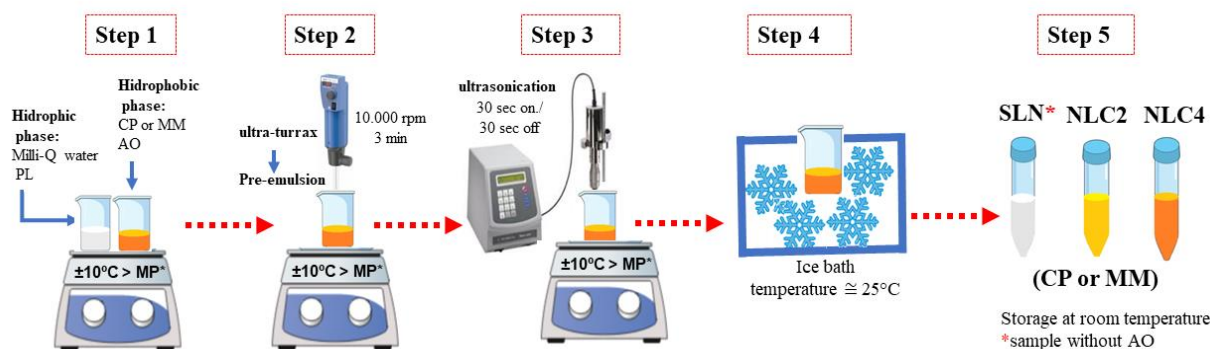 Step 1
Hidrophic
phase:
Milli-Q water
PL
Hidrophobic
phase:
CP or MM
AO
±10ºC > MP*
Step 2
ultra-turrax
Pre-emulsion
10.000 rpm
3 min
±10ºC > MP*
Step 3
ultrasonication
30 sec on./
30 sec off
±10ºC > MP*
Step 4
Ice bath
temperature ≅ 25°C
Step 5
SLN* NLC2 NLC4
(CP or MM)
Storage at room temperature
*sample without AO